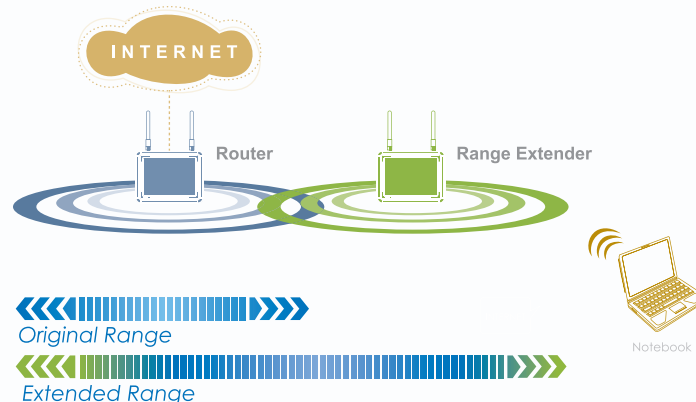 INTERNET
Router
Range Extender
Original Range
Notebook
Extended Range